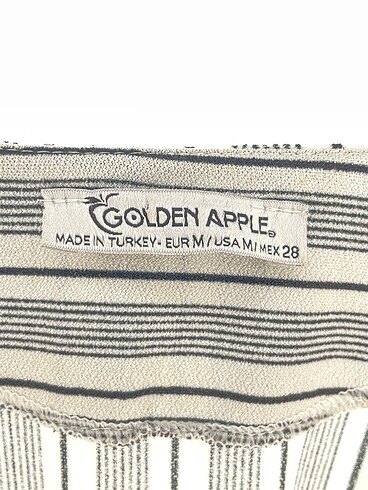 GOLDEN APPLE®
MADE IN TURKEY - EUR M / USA M / MEX 28